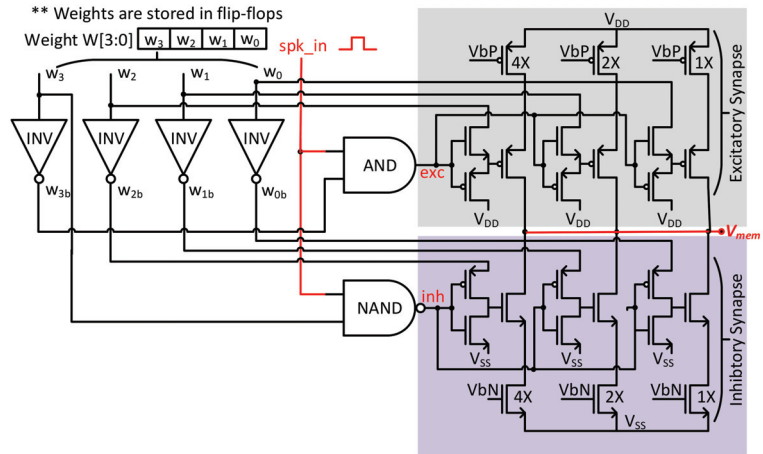 ** Weights are stored in flip-flops
Weight W[3:0] w3 w2 w1 w0
spk_in
w3 w2 w1 w0
INV INV INV INV
w3b w2b w1b w0b
AND
exc
NAND
inh
VDD
VbP 4X VbP 2X VbP 1X
VDD VDD VDD
Excitatory Synapse
Vmem
VSS VSS VSS
VbN 4X VbN 2X VbN 1X
VSS
Inhibtory Synapse